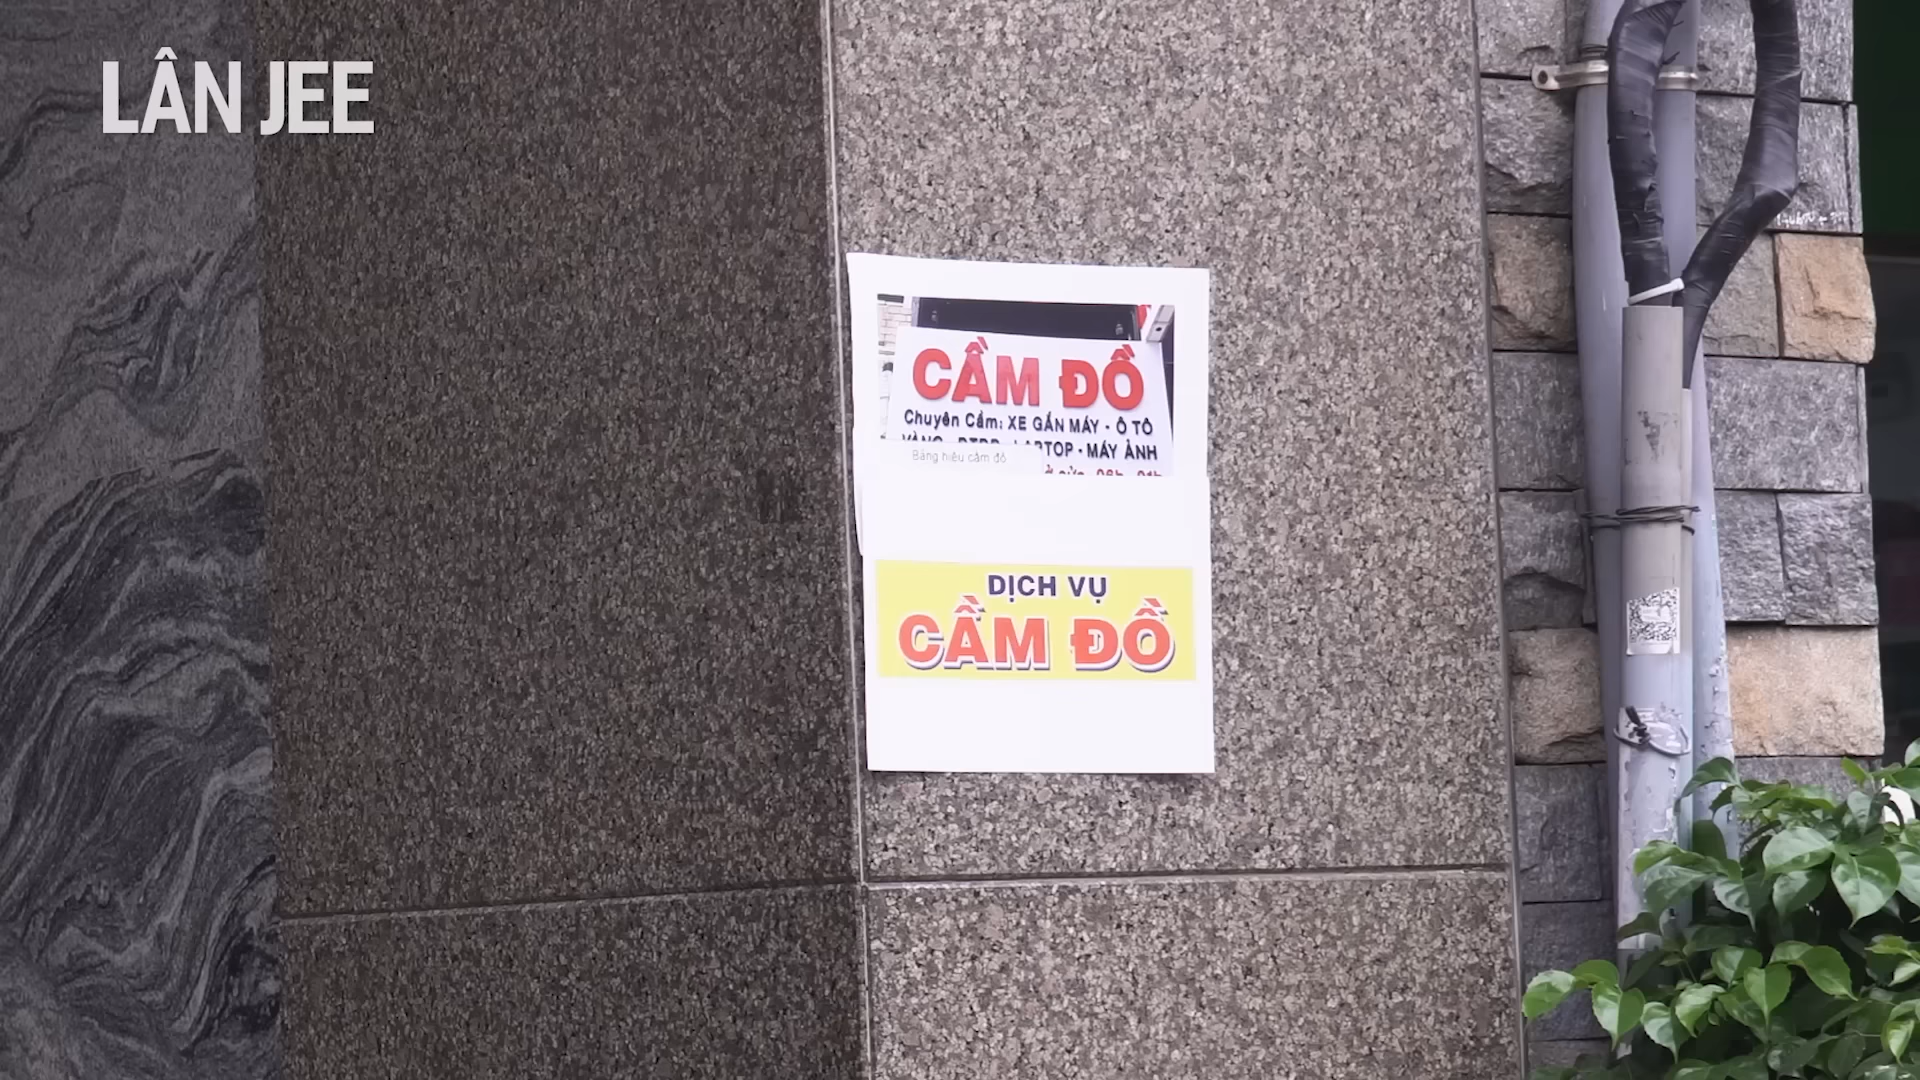 LÂN JEE
CẦM ĐỒ
Chuyên Cầm: XE GẮN MÁY - Ô TÔ
MÁY ẢNH
Bảng hiệu cầm đồ
DỊCH VỤ
CẦM ĐỒ